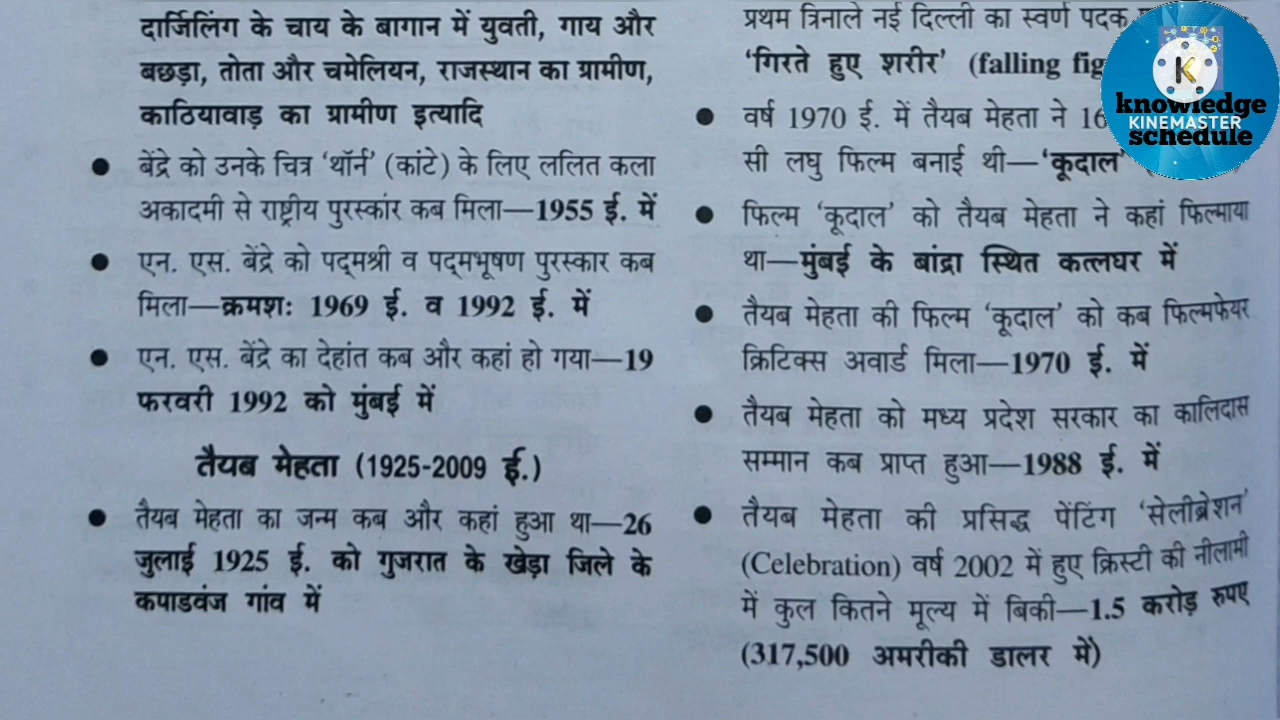 दार्जिलिंग के चाय के बागान में युवती, गाय और
बछड़ा, तोता और चमेलियन, राजस्थान का ग्रामीण,
काठियावाड़ का ग्रामीण इत्यादि
● बेंद्रे को उनके चित्र 'थॉर्न' (कांटे) के लिए ललित कला
अकादमी से राष्ट्रीय पुरस्कार कब मिला—1955 ई. में
● एन. एस. बेंद्रे को पद्मश्री व पद्मभूषण पुरस्कार कब
मिला—क्रमशः 1969 ई. व 1992 ई. में
● एन. एस. बेंद्रे का देहांत कब और कहां हो गया—19
फरवरी 1992 को मुंबई में
तैयब मेहता (1925-2009 ई.)
● तैयब मेहता का जन्म कब और कहां हुआ था—26
जुलाई 1925 ई. को गुजरात के खेड़ा जिले के
कपाडवंज गांव में
प्रथम त्रिनाले नई दिल्ली का स्वर्ण पदक
'गिरते हुए शरीर' (falling
● वर्ष 1970 ई. में तैयब मेहता ने 16
सी लघु फिल्म बनाई थी—'कूदाल'
● फिल्म 'कूदाल' को तैयब मेहता ने कहां फिल्माया
था—मुंबई के बांद्रा स्थित कत्लघर में
● तैयब मेहता की फिल्म 'कूदाल' को कब फिल्मफेयर
क्रिटिक्स अवार्ड मिला—1970 ई. में
● तैयब मेहता को मध्य प्रदेश सरकार का कालिदास
सम्मान कब प्राप्त हुआ—1988 ई. में
● तैयब मेहता की प्रसिद्ध पेंटिंग 'सेलीब्रेशन'
(Celebration) वर्ष 2002 में हुए क्रिस्टी की नीलामी
में कुल कितने मूल्य में बिकी—1.5 करोड़ रुपए
(317,500 अमरीकी डालर में)
K
knowledge
KINEMASTER
schedule